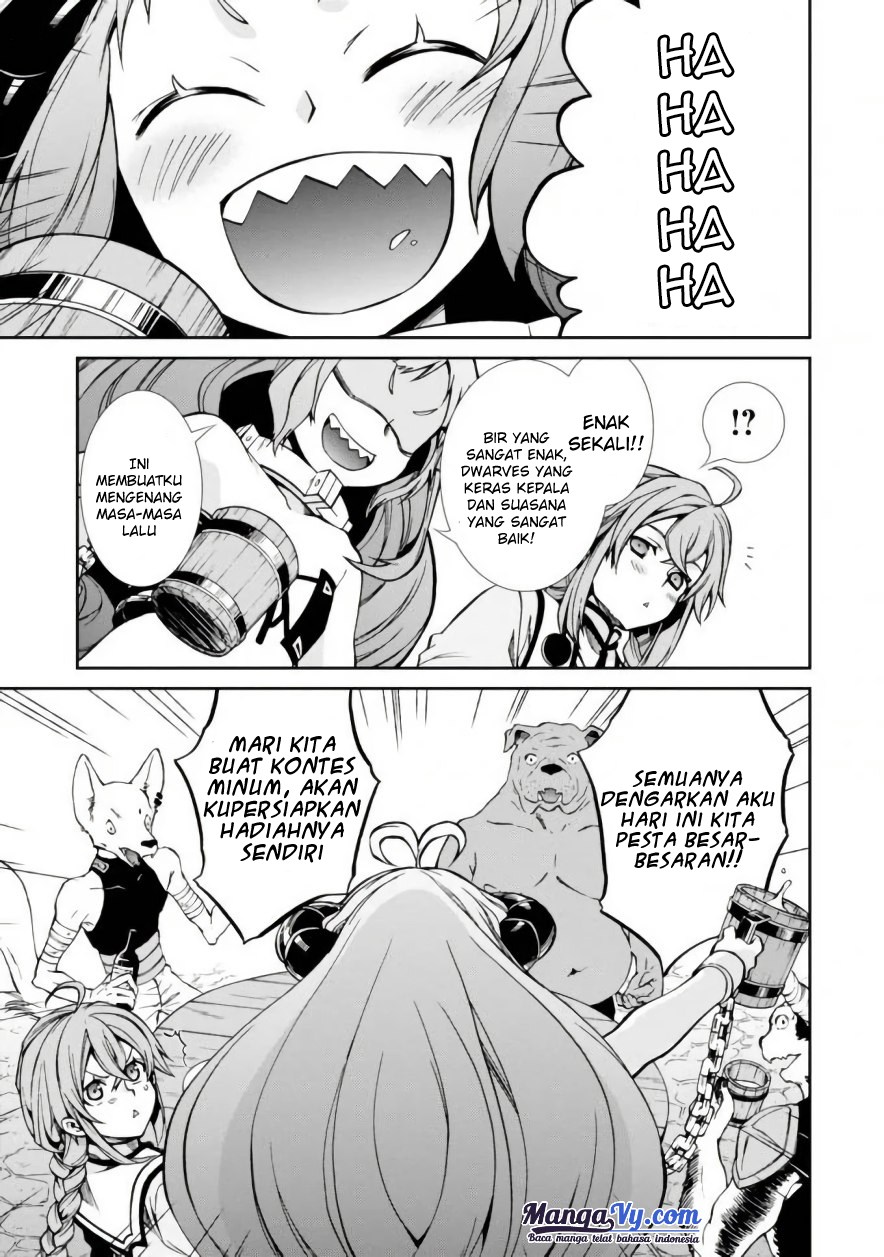 HA
HA
HA
HA
HA
!?
ENAK
SEKALI!!
BIR YANG
SANGAT ENAK,
DWARVES YANG
KERAS KEPALA
DAN SUASANA
YANG SANGAT
BAIK!
INI
MEMBUATKU
MENGENANG
MASA-MASA
LALU
SEMUANYA
DENGARKAN AKU
HARI INI KITA
PESTA BESAR-
BESARAN!!
MARI KITA
BUAT KONTES
MINUM, AKAN
KUPERSIAPKAN
HADIAHNYA
SENDIRI
MangaVy.com
Baca manga telat bahasa indonesia